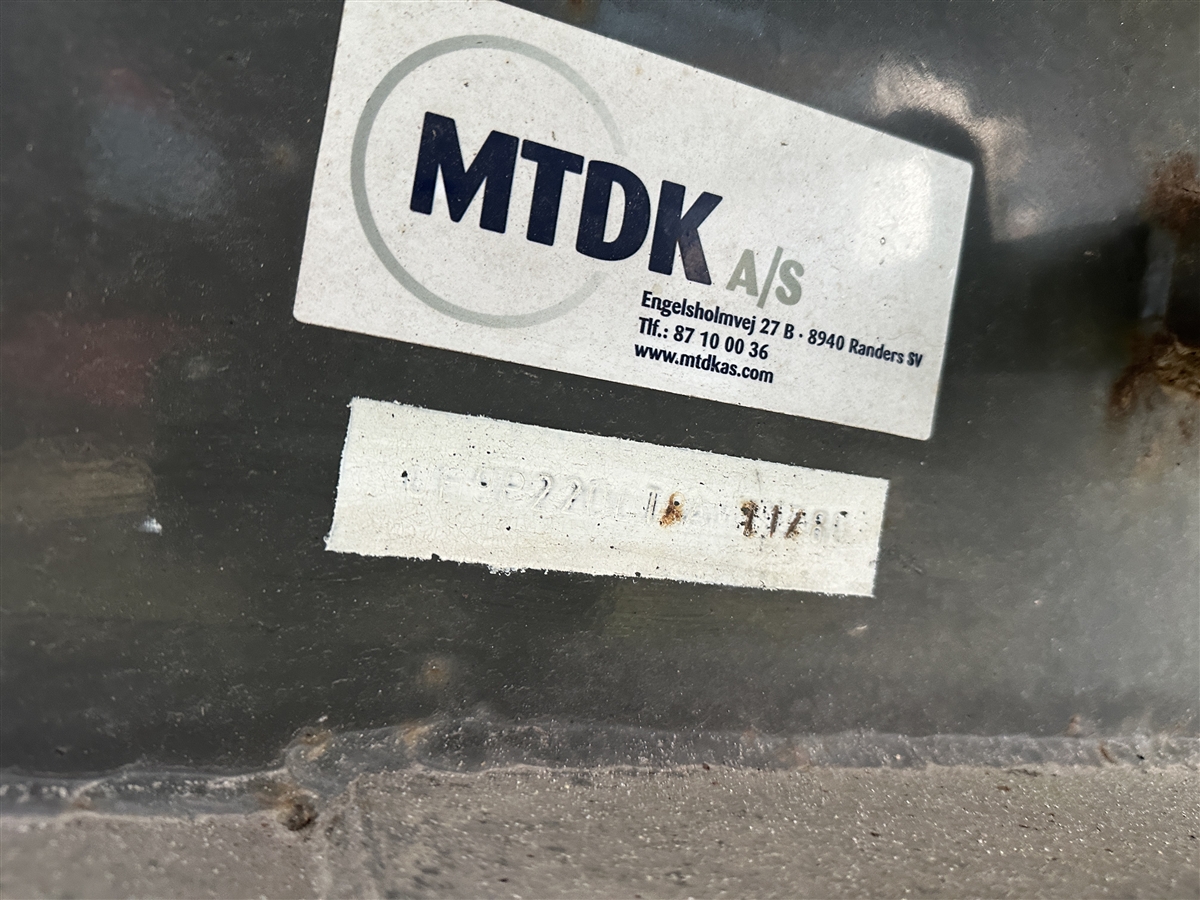 MTDK A/S
Engelsholmvej 27 B · 8940 Randers SV
Tlf.: 87 10 00 36
www.mtdkas.com